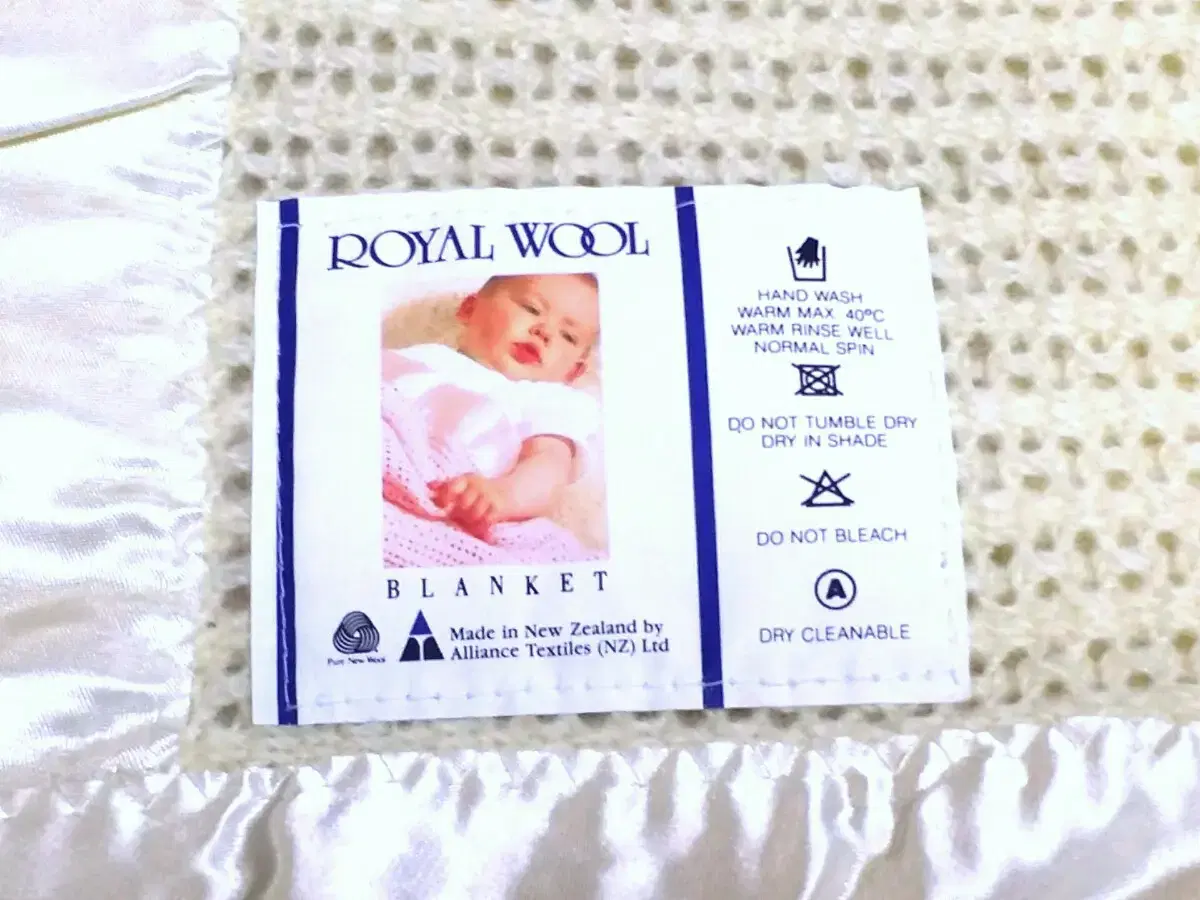 ROYAL WOOL
BLANKET
Pure New Wool
Made in New Zealand by
Alliance Textiles (NZ) Ltd
HAND WASH
WARM MAX 40°C
WARM RINSE WELL
NORMAL SPIN
DO NOT TUMBLE DRY
DRY IN SHADE
DO NOT BLEACH
A
DRY CLEANABLE